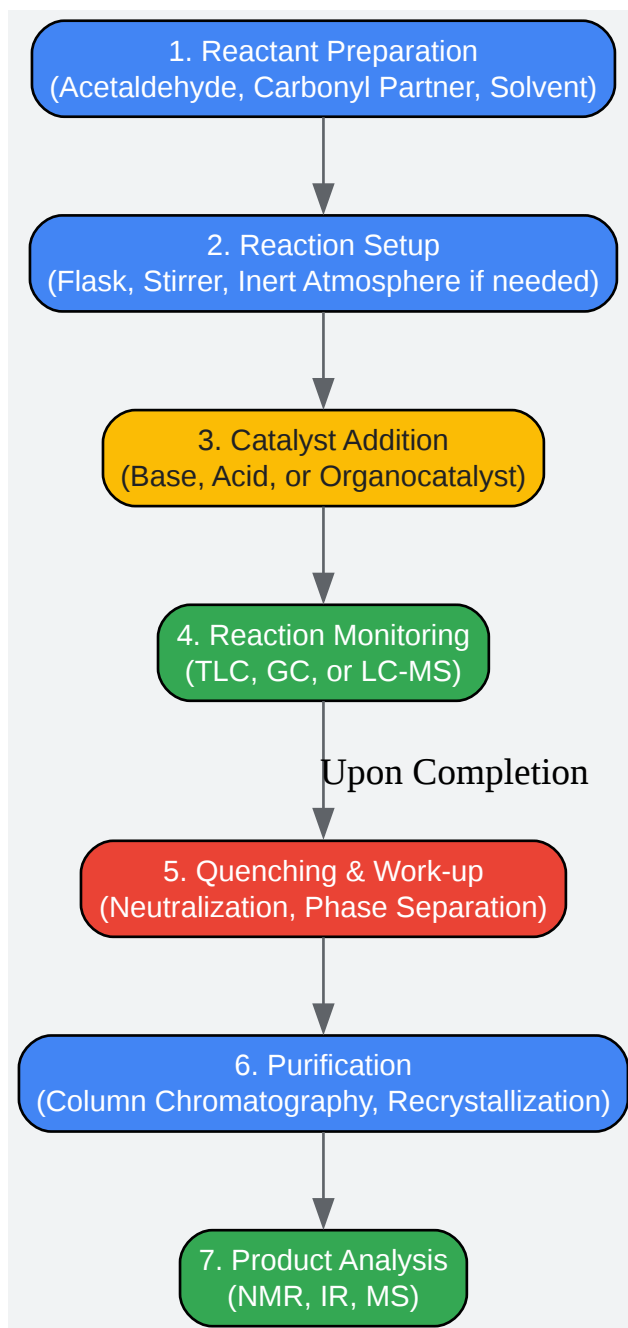 1. Reactant Preparation
(Acetaldehyde, Carbonyl Partner, Solvent)
2. Reaction Setup
(Flask, Stirrer, Inert Atmosphere if needed)
3. Catalyst Addition
(Base, Acid, or Organocatalyst)
4. Reaction Monitoring
(TLC, GC, or LC-MS)
Upon Completion
5. Quenching & Work-up
(Neutralization, Phase Separation)
6. Purification
(Column Chromatography, Recrystallization)
7. Product Analysis
(NMR, IR, MS)